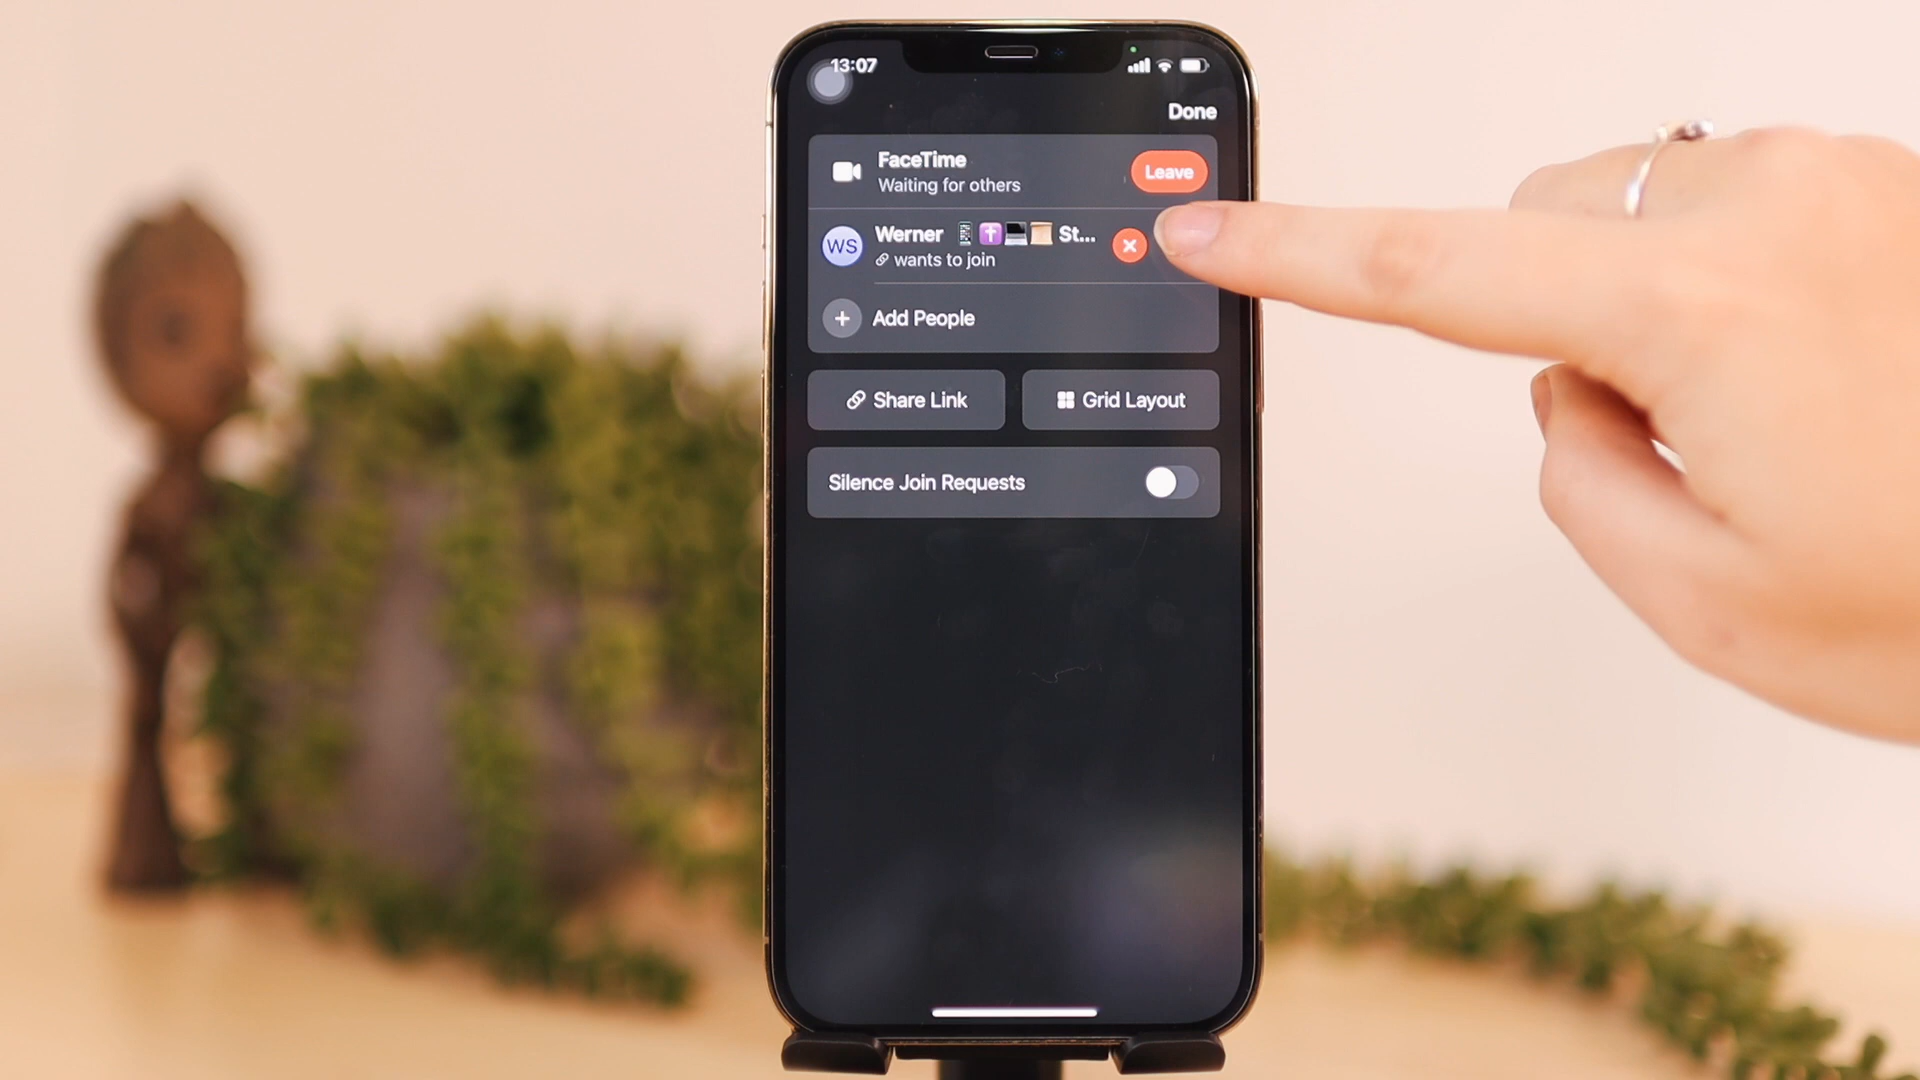 13:07
Done
FaceTime
Waiting for others
Leave
WS
Werner 📱✝️💻📜 St...
wants to join
Add People
Share Link
Grid Layout
Silence Join Requests